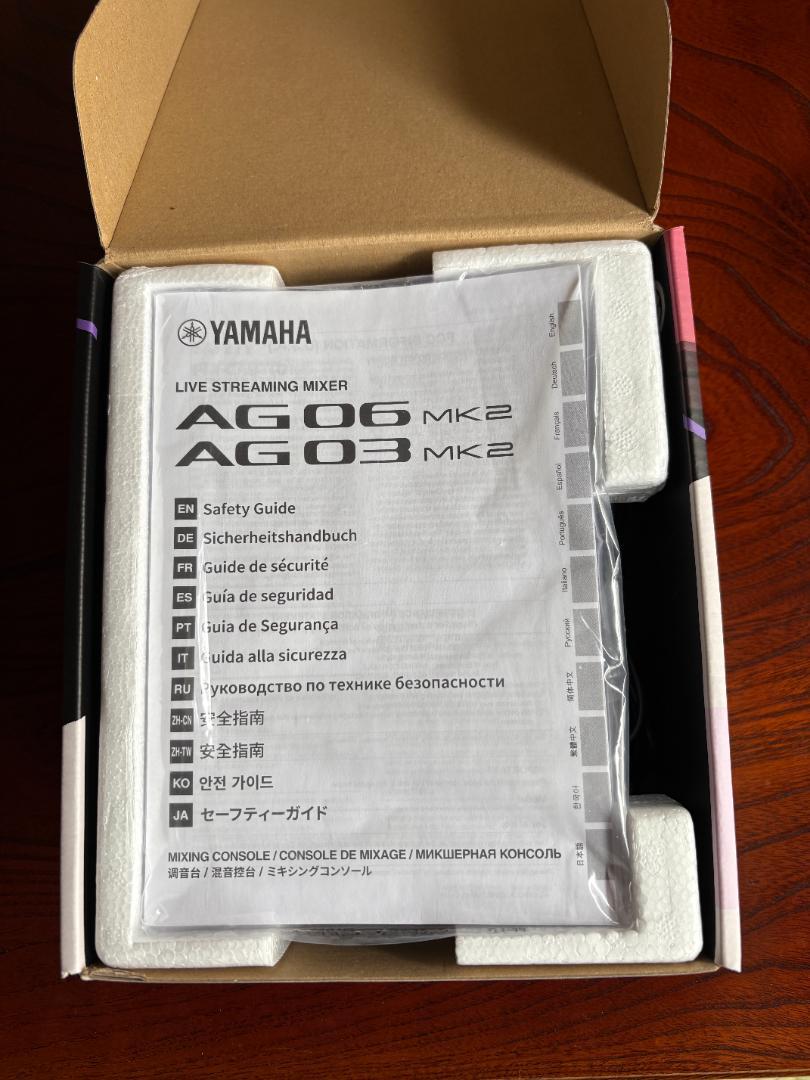 YAMAHA
LIVE STREAMING MIXER
AG06 MK2
AG03 MK2
EN Safety Guide
DE Sicherheitshandbuch
FR Guide de sécurité
ES Guía de seguridad
PT Guia de Segurança
IT Guida alla sicurezza
RU Руководство по технике безопасности
ZH-CN 安全指南
ZH-TW 安全指南
KO 안전 가이드
JA セーフティーガイド
MIXING CONSOLE / CONSOLE DE MIXAGE / МИКШЕРНАЯ КОНСОЛЬ
调音台 / 混音控台 / ミキシングコンソール
English
Deutsch
Français
Español
Português
Italiano
Русский
简体中文
繁體中文
한국어
日本語